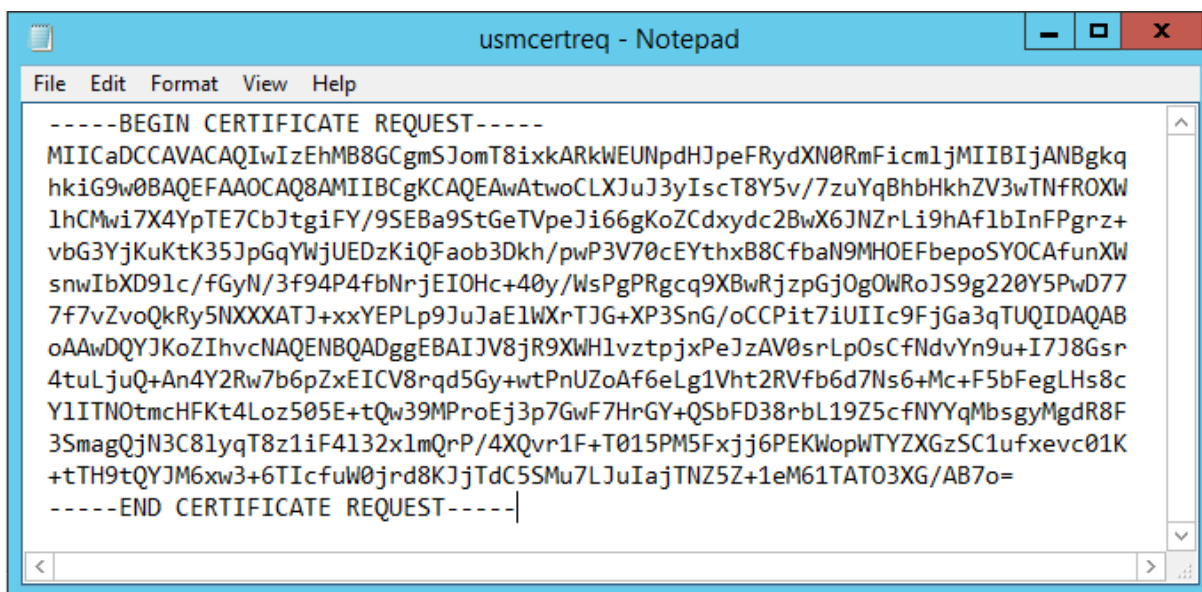 usmcertreq - Notepad
File Edit Format View Help
-----BEGIN CERTIFICATE REQUEST-----
MIICaDCCAVACAQIwIzEhMB8GCgmSJomT8ixkARkWEUNpdHJpeFRydXN0RmFicmljMIIBIjANBgkq
hkiG9w0BAQEFAAOCAQ8AMIIBCgKCAQEAwAtwoCLXJuJ3yIscT8Y5v/7zuYqBhbHkhZV3wTNfROXW
lhCMwi7X4YpTE7CbJtgiFY/9SEBa9StGeTVpeJi66gKoZCdxydc2BwX6JNZrLi9hAflbInFPgrz+
vbG3YjKuKtK35JpGqYWjUEDzKiQFaob3Dkh/pwP3V70cEYthxB8CfbaN9MHOEFbepoSYOCAfunXW
snwIbXD9lc/fGyN/3f94P4fbNrjEIOHc+40y/WsPgPRgcq9XBwRjzpGjOgOWRoJS9g220Y5PwD77
7f7vZvoQkRy5NXXXATJ+xxYEPLp9JuJaElWXrTJG+XP3SnG/oCCPit7iUIIc9FjGa3qTUQIDAQAB
oAAwDQYJKoZIhvcNAQENBQADggEBAIJV8jR9XWHlvztpjxPeJzAV0srLpOsCfNdvYn9u+I7J8Gsr
4tuLjuQ+An4Y2Rw7b6pZxEICV8rqd5Gy+wtPnUZoAf6eLg1Vht2RVfb6d7Ns6+Mc+F5bFegLHs8c
YlITNOtmcHFKt4Loz505E+tQw39MProEj3p7GwF7HrGY+QSbFD38rbL19Z5cfNYYqMbsgyMgdR8F
3SmagQjN3C8lyqT8z1iF4l32xlmQrP/4XQvr1F+T015PM5Fxjj6PEKWopWTYZXGzSC1ufxevc01K
+tTH9tQYJM6xw3+6TIcfuW0jrd8KJjTdC5SMu7LJuIajTNZ5Z+1eM61TATO3XG/AB7o=
-----END CERTIFICATE REQUEST-----